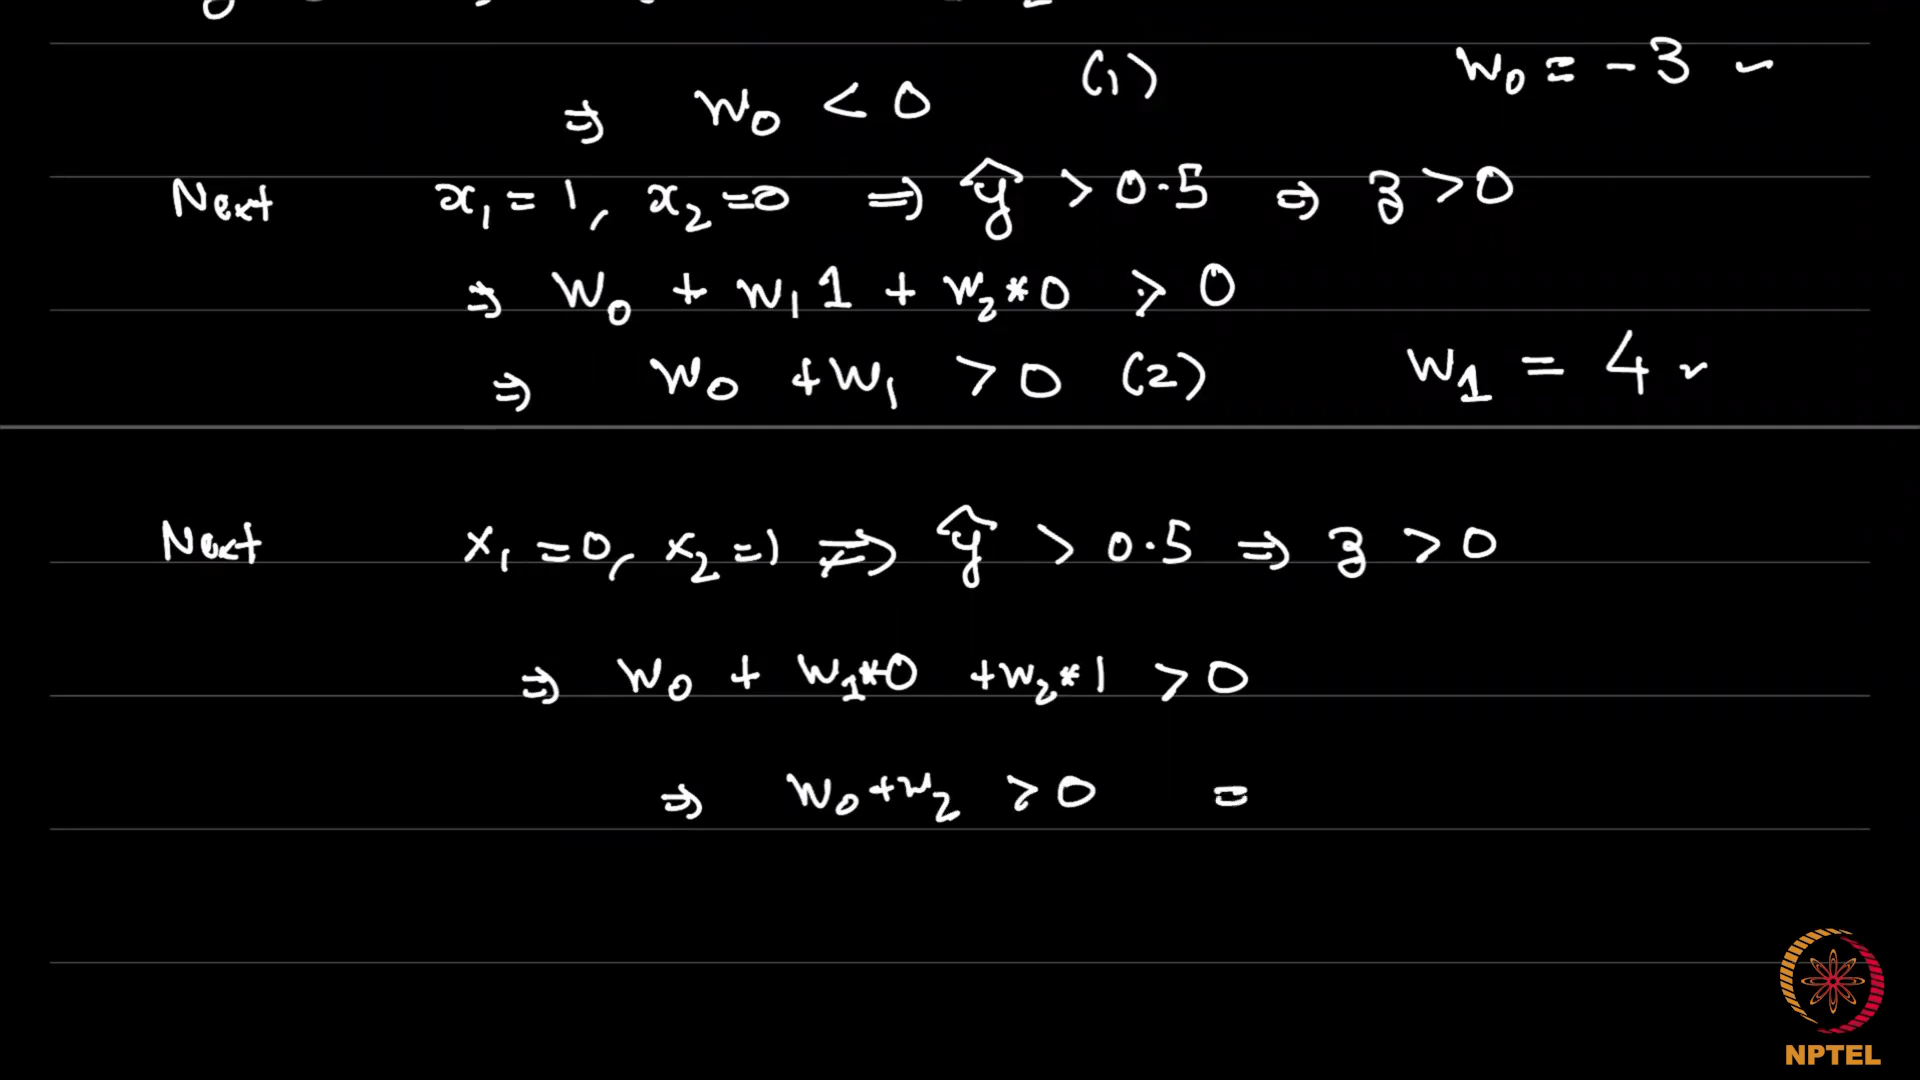 ⇒ w₀ < 0 (1) w₀ = -3 ✓
Next x₁ = 1, x₂ = 0 ⇒ ŷ > 0.5 ⇒ z > 0
⇒ w₀ + w₁ 1 + w₂ * 0 > 0
⇒ w₀ + w₁ > 0 (2) w₁ = 4 ✓
Next x₁ = 0, x₂ = 1 ⇒ ŷ > 0.5 ⇒ z > 0
⇒ w₀ + w₁*0 + w₂*1 > 0
⇒ w₀ + w₂ > 0 =
NPTEL